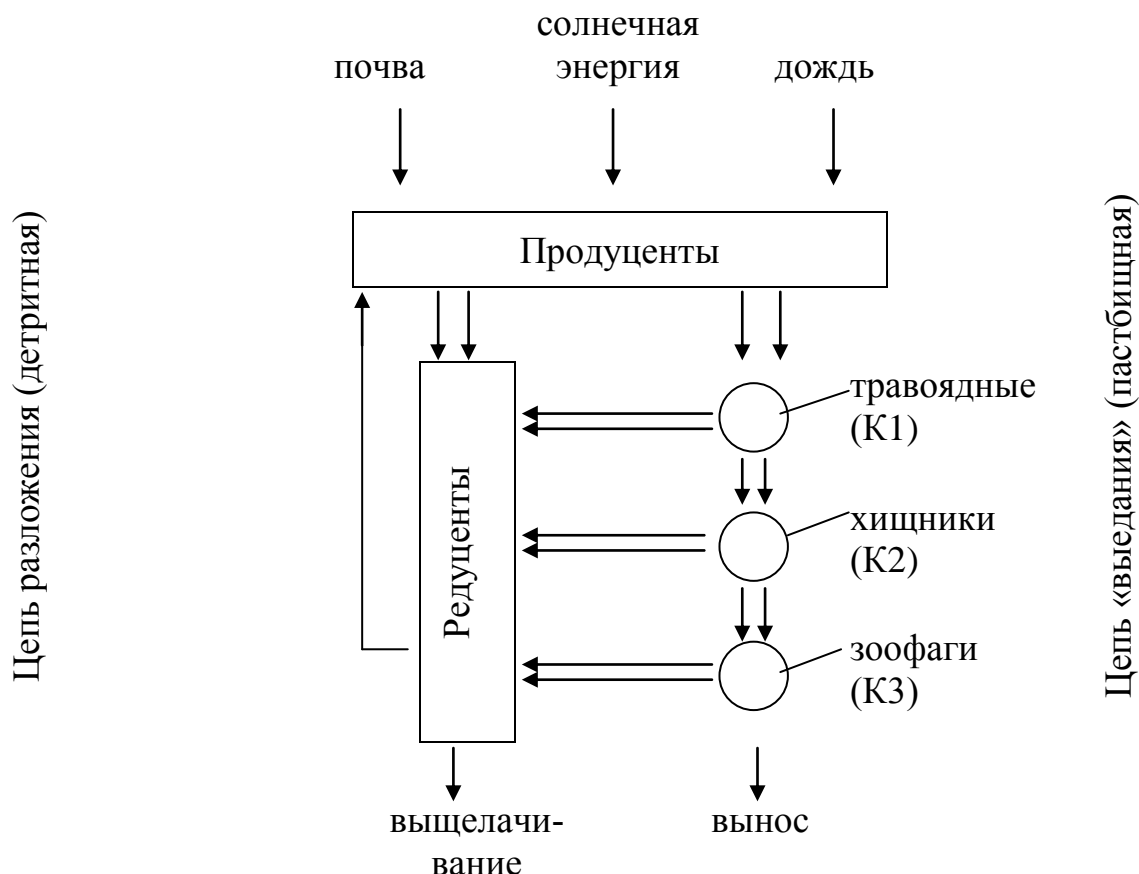 солнечная
энергия
почва
дождь
Продуценты
Цепь разложения (детритная)
Цепь «выедания» (пастбищная)
Редуценты
травоядные
(К1)
хищники
(К2)
зоофаги
(К3)
выщелачи-
вание
вынос